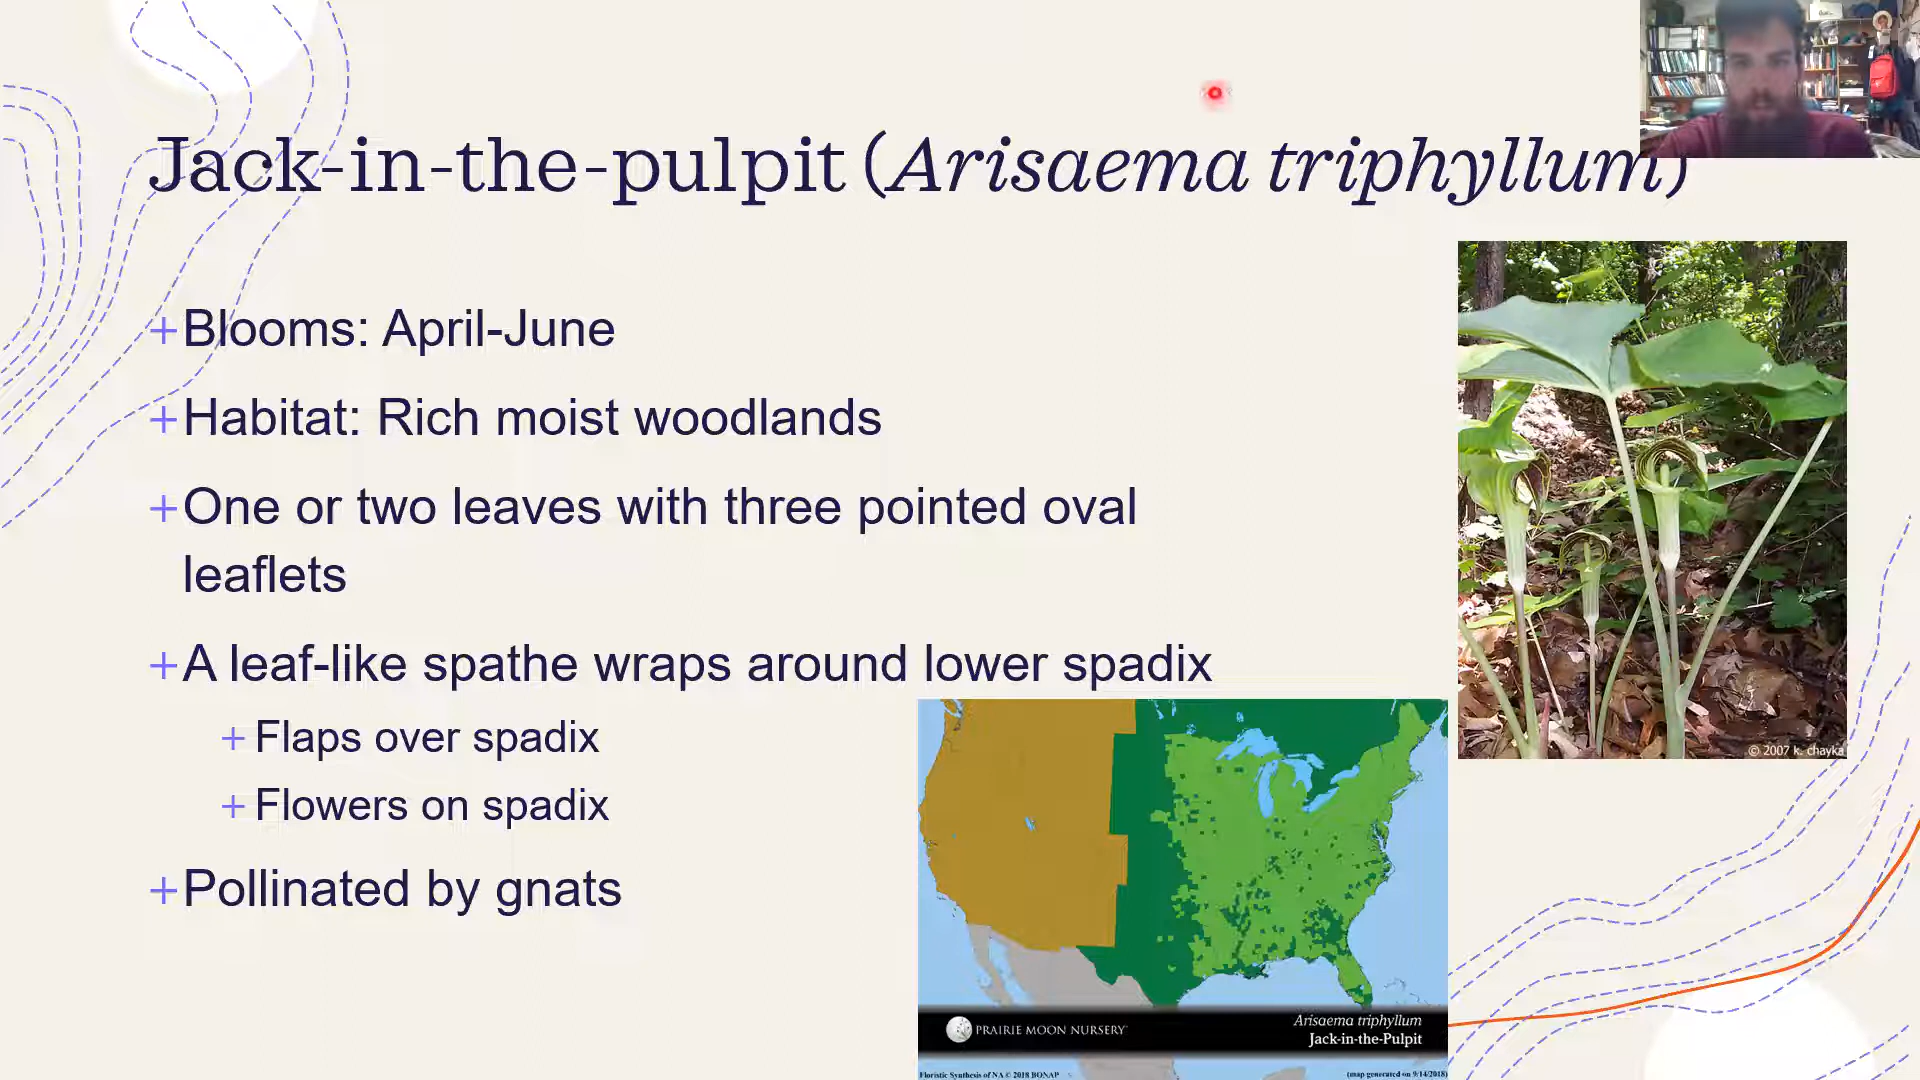 Jack-in-the-pulpit (Arisaema triphyllum)
+Blooms: April-June
+Habitat: Rich moist woodlands
+One or two leaves with three pointed oval
leaflets
+A leaf-like spathe wraps around lower spadix
+Flaps over spadix
+Flowers on spadix
+Pollinated by gnats
© 2007 k. chayka
PRAIRIE MOON NURSERY
Arisaema triphyllum
Jack-in-the-Pulpit
Floristic Synthesis of NA © 2018 BONAP
(map generated on 9/14/2018)